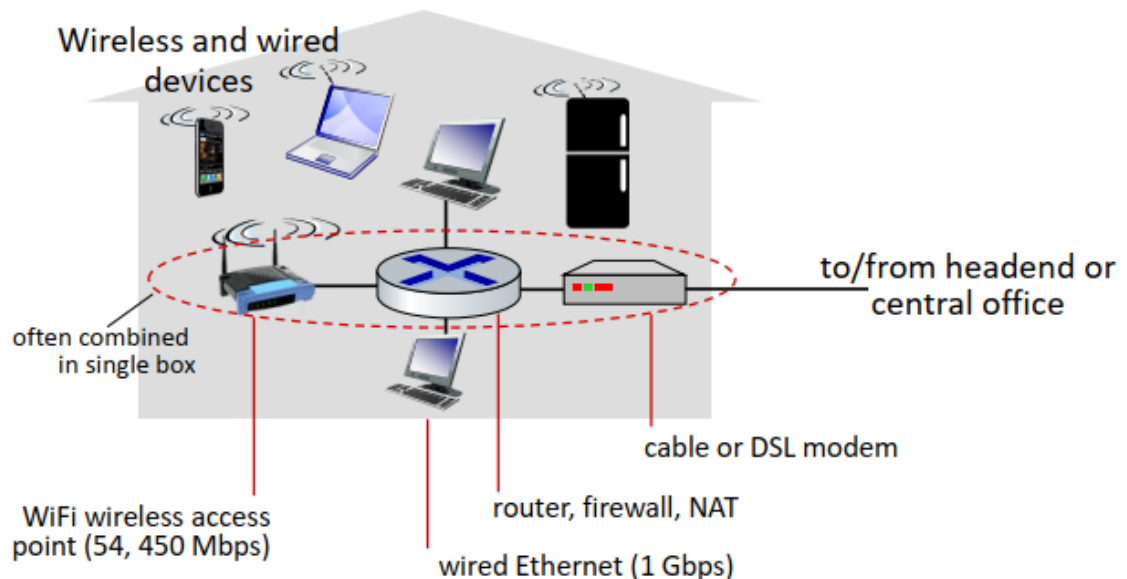 Wireless and wired
devices
to/from headend or
central office
often combined
in single box
cable or DSL modem
router, firewall, NAT
WiFi wireless access
point (54, 450 Mbps)
wired Ethernet (1 Gbps)